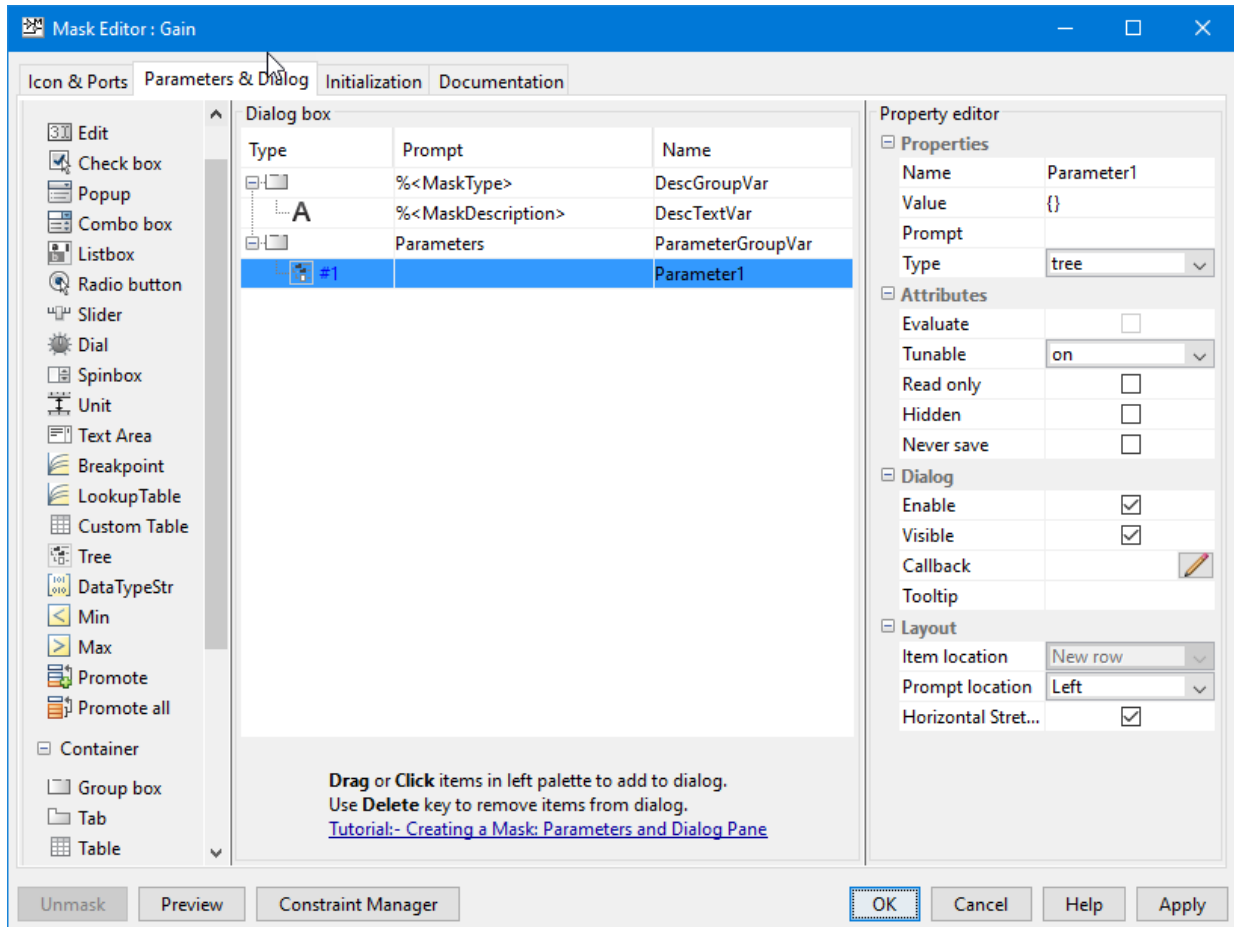 Mask Editor : Gain
Icon & Ports Parameters & Dialog Initialization Documentation
Edit
Check box
Popup
Combo box
Listbox
Radio button
Slider
Dial
Spinbox
Unit
Text Area
Breakpoint
LookupTable
Custom Table
Tree
DataTypeStr
Min
Max
Promote
Promote all
Container
Group box
Tab
Table
Dialog box
Type Prompt Name
%<MaskType> DescGroupVar
A %<MaskDescription> DescTextVar
Parameters ParameterGroupVar
#1 Parameter1
Drag or Click items in left palette to add to dialog.
Use Delete key to remove items from dialog.
Tutorial:- Creating a Mask: Parameters and Dialog Pane
Property editor
Properties
Name Parameter1
Value {}
Prompt
Type tree
Attributes
Evaluate
Tunable on
Read only
Hidden
Never save
Dialog
Enable
Visible
Callback
Tooltip
Layout
Item location New row
Prompt location Left
Horizontal Stret...
Unmask Preview Constraint Manager OK Cancel Help Apply